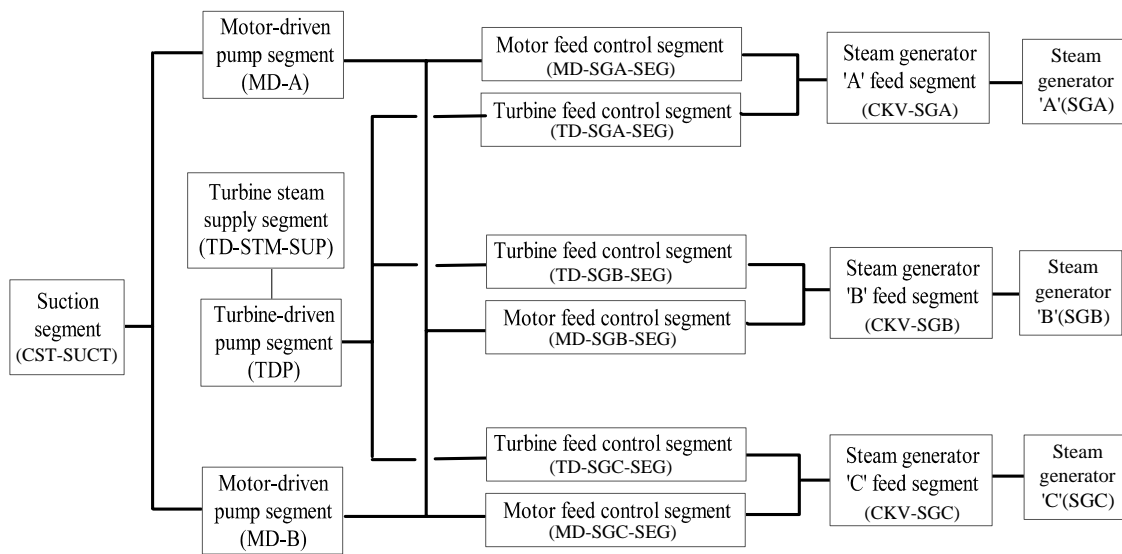 Motor-driven
pump segment
(MD-A)
Motor feed control segment
(MD-SGA-SEG)
Steam generator
'A' feed segment
(CKV-SGA)
Steam
generator
'A'(SGA)
Turbine feed control segment
(TD-SGA-SEG)
Turbine steam
supply segment
(TD-STM-SUP)
Suction
segment
(CST-SUCT)
Turbine-driven
pump segment
(TDP)
Turbine feed control segment
(TD-SGB-SEG)
Motor feed control segment
(MD-SGB-SEG)
Steam generator
'B' feed segment
(CKV-SGB)
Steam
generator
'B'(SGB)
Motor-driven
pump segment
(MD-B)
Turbine feed control segment
(TD-SGC-SEG)
Motor feed control segment
(MD-SGC-SEG)
Steam generator
'C' feed segment
(CKV-SGC)
Steam
generator
'C'(SGC)